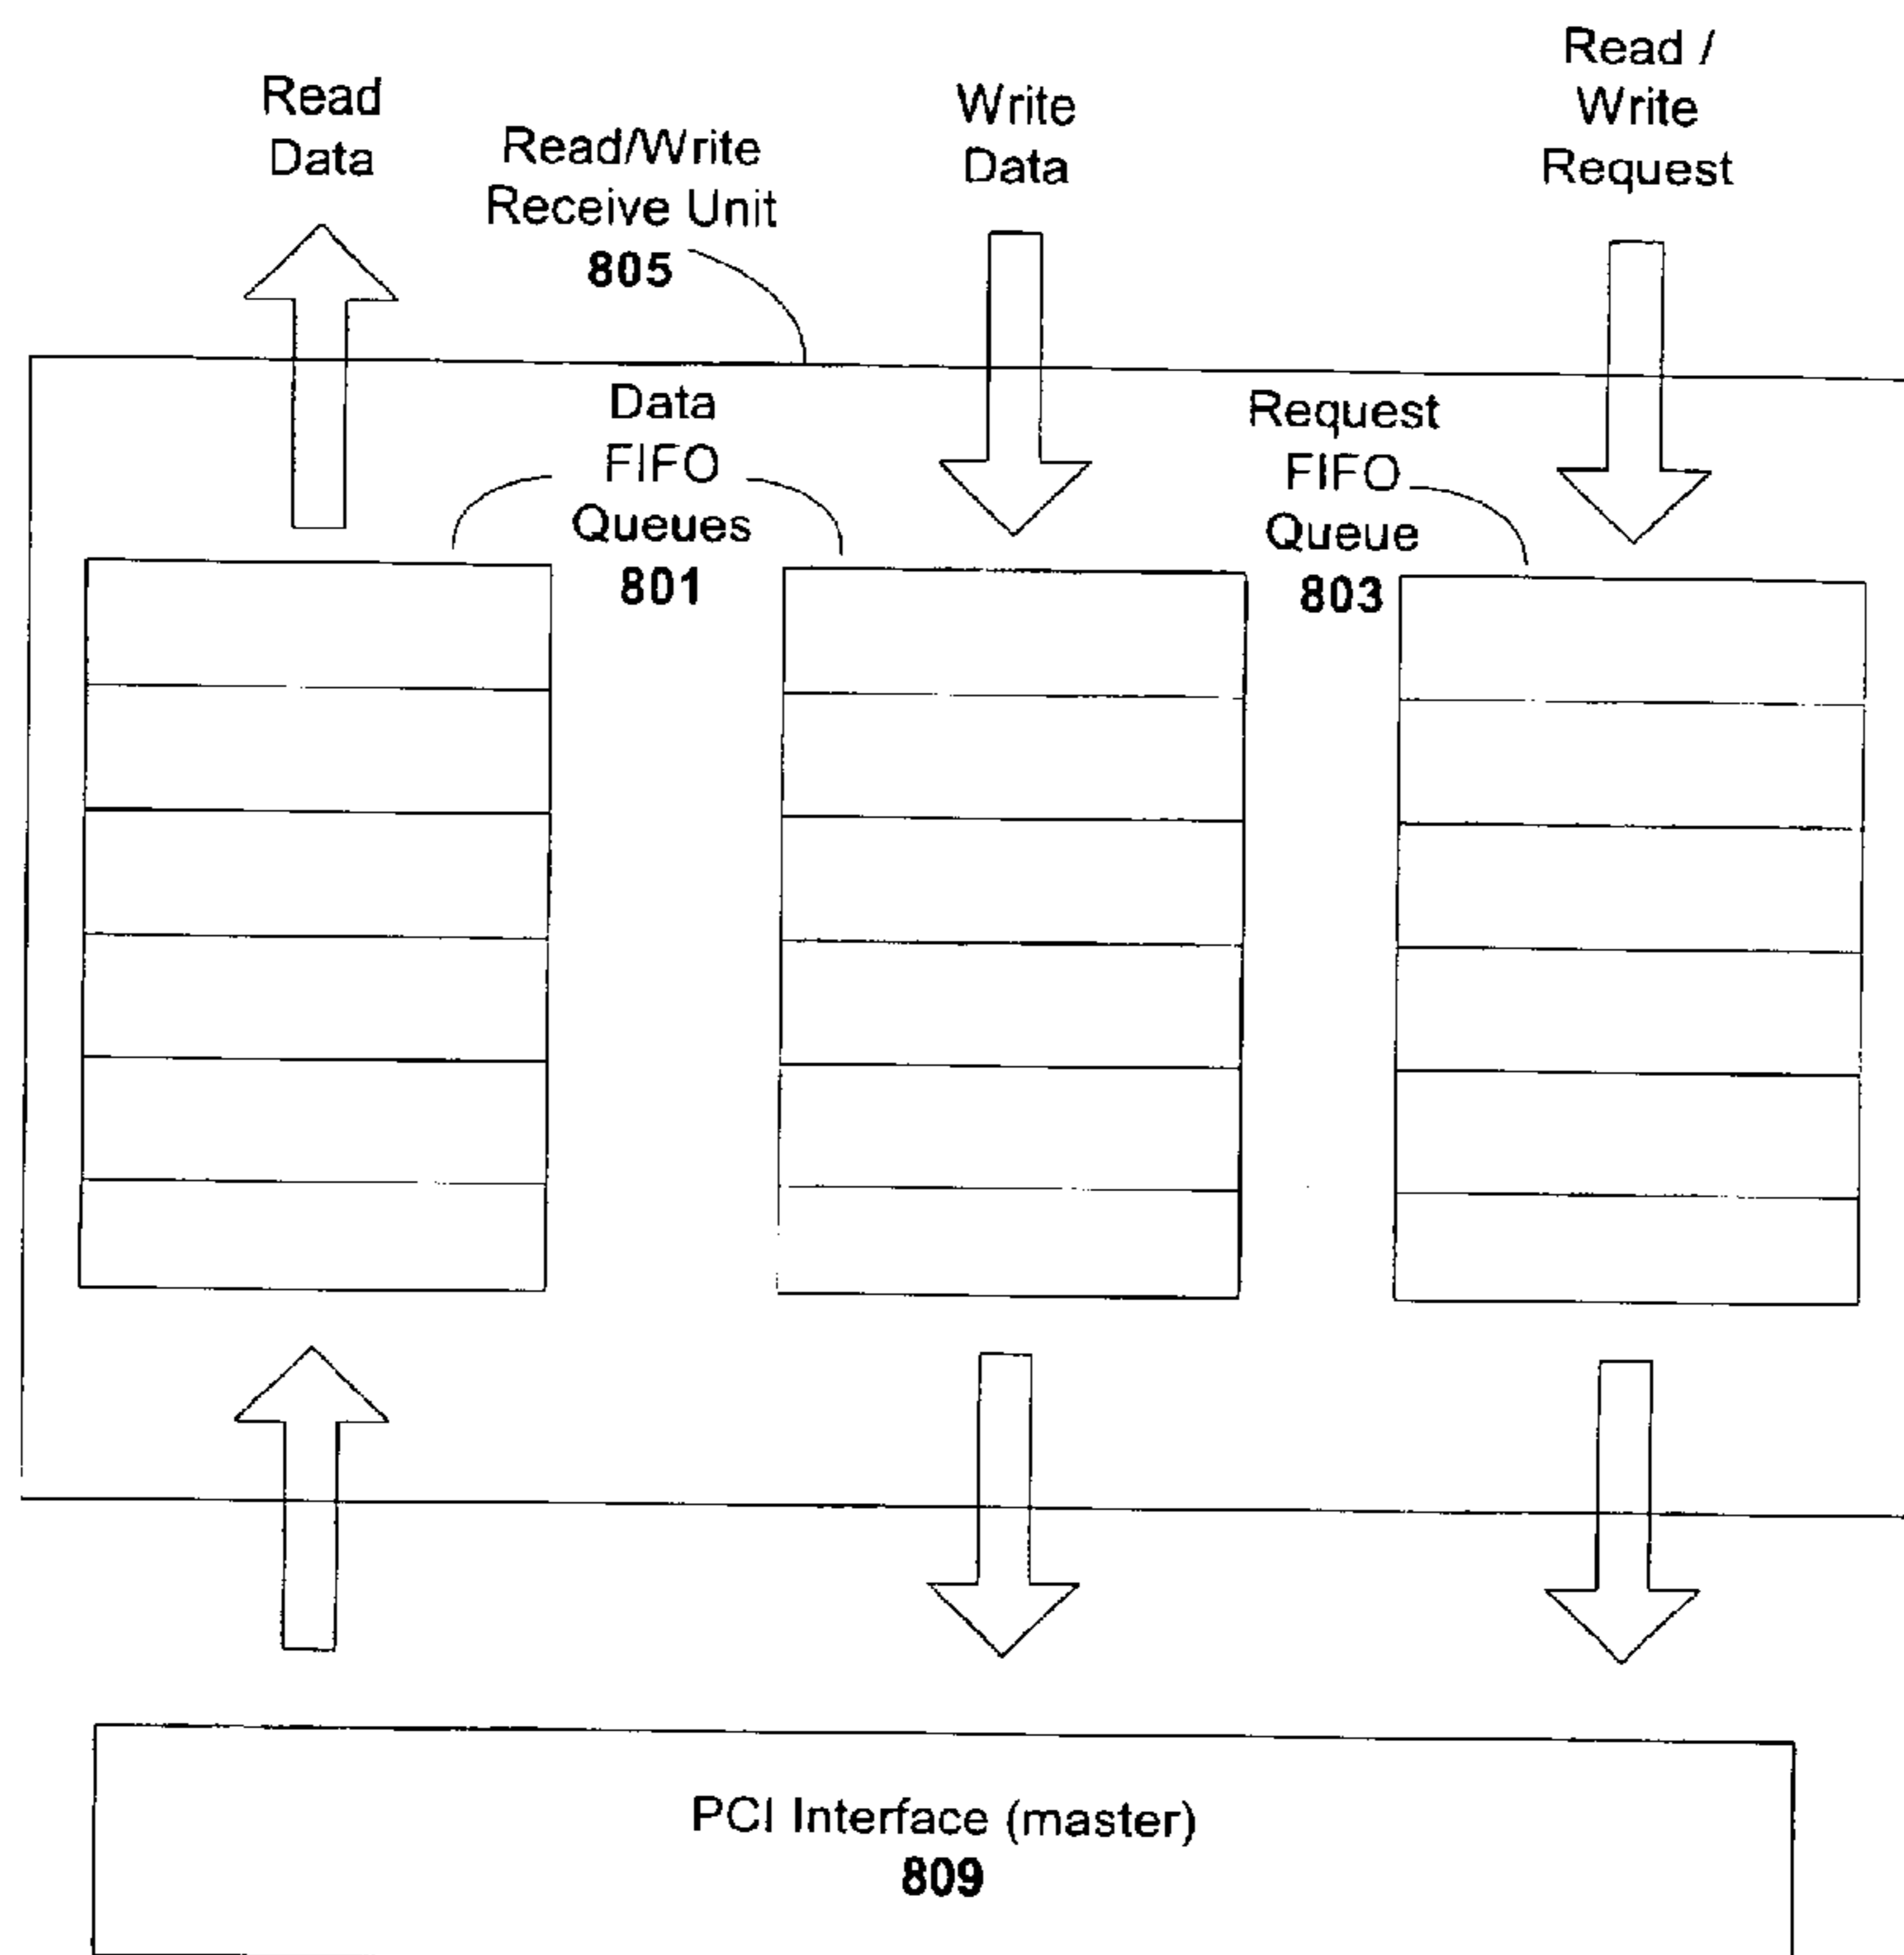 Read
Data
Read/Write
Receive Unit
805
Write
Data
Read /
Write
Request
Data
FIFO
Queues
801
Request
FIFO
Queue
803
PCI Interface (master)
809